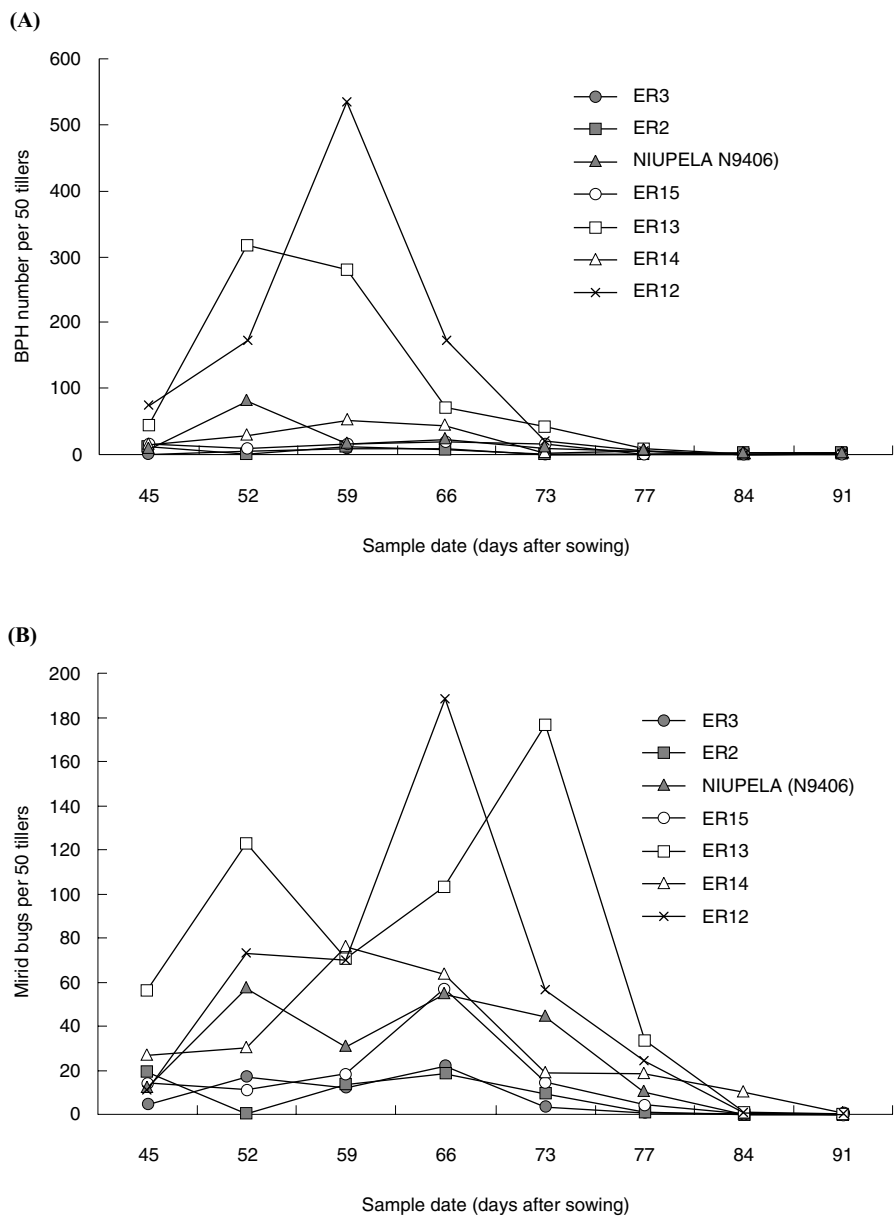 (A)
600
500
400
300
200
100
0
BPH number per 50 tillers
ER3
ER2
NIUPELA N9406)
ER15
ER13
ER14
ER12
45 52 59 66 73 77 84 91
Sample date (days after sowing)
(B)
200
180
160
140
120
100
80
60
40
20
0
Mirid bugs per 50 tillers
ER3
ER2
NIUPELA (N9406)
ER15
ER13
ER14
ER12
45 52 59 66 73 77 84 91
Sample date (days after sowing)